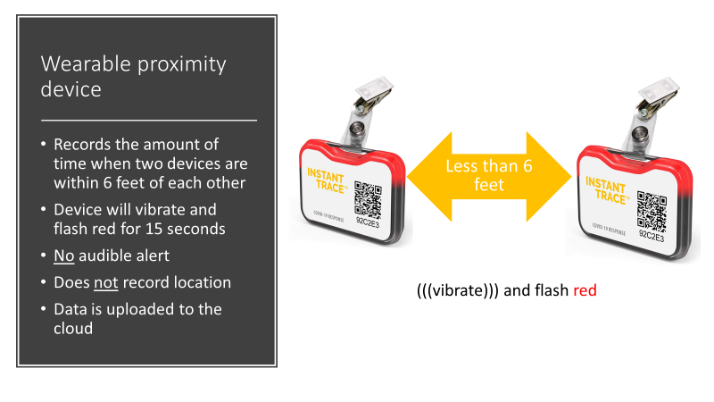 Wearable proximity
device
• Records the amount of
time when two devices are
within 6 feet of each other
• Device will vibrate and
flash red for 15 seconds
• No audible alert
• Does not record location
• Data is uploaded to the
cloud
INSTANT
TRACE™
COVID-19 RESPONSE
92C2E3
Less than 6
feet
INSTANT
TRACE™
COVID-19 RESPONSE
92C2E3
(((vibrate))) and flash red